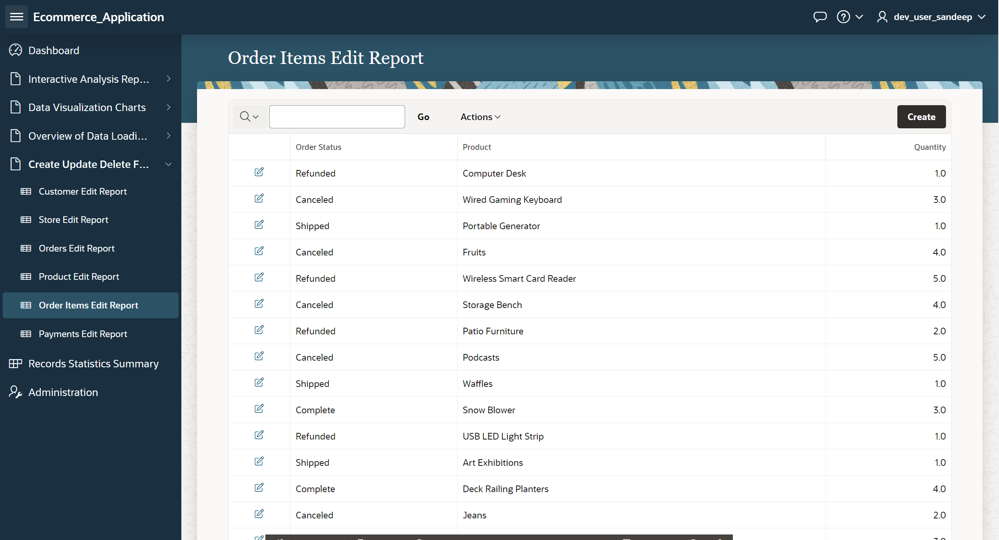 Ecommerce_Application
dev_user_sandeep
Dashboard
Interactive Analysis Rep...
Data Visualization Charts
Overview of Data Loadi...
Create Update Delete F...
Customer Edit Report
Store Edit Report
Orders Edit Report
Product Edit Report
Order Items Edit Report
Payments Edit Report
Records Statistics Summary
Administration
Order Items Edit Report
Go Actions Create
Order Status Product Quantity
Refunded Computer Desk 1.0
Canceled Wired Gaming Keyboard 3.0
Shipped Portable Generator 1.0
Canceled Fruits 4.0
Refunded Wireless Smart Card Reader 5.0
Canceled Storage Bench 4.0
Refunded Patio Furniture 2.0
Canceled Podcasts 5.0
Shipped Waffles 1.0
Complete Snow Blower 3.0
Refunded USB LED Light Strip 1.0
Shipped Art Exhibitions 1.0
Complete Deck Railing Planters 4.0
Canceled Jeans 2.0